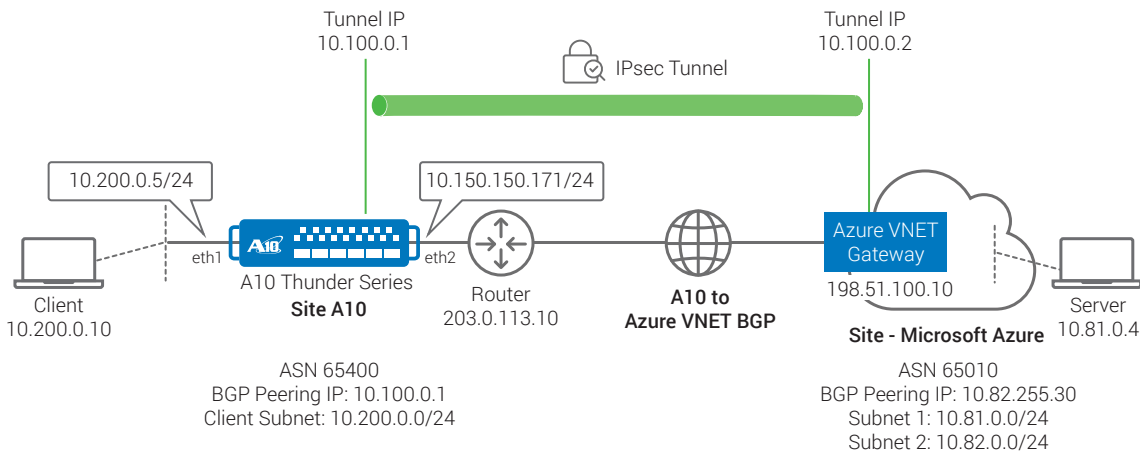 Tunnel IP
10.100.0.1
Tunnel IP
10.100.0.2
IPsec Tunnel
10.200.0.5/24
10.150.150.171/24
A10
eth1
eth2
A10 Thunder Series
Site A10
Client
10.200.0.10
Router
203.0.113.10
A10 to
Azure VNET BGP
Azure VNET
Gateway
198.51.100.10
Site - Microsoft Azure
Server
10.81.0.4
ASN 65400
BGP Peering IP: 10.100.0.1
Client Subnet: 10.200.0.0/24
ASN 65010
BGP Peering IP: 10.82.255.30
Subnet 1: 10.81.0.0/24
Subnet 2: 10.82.0.0/24